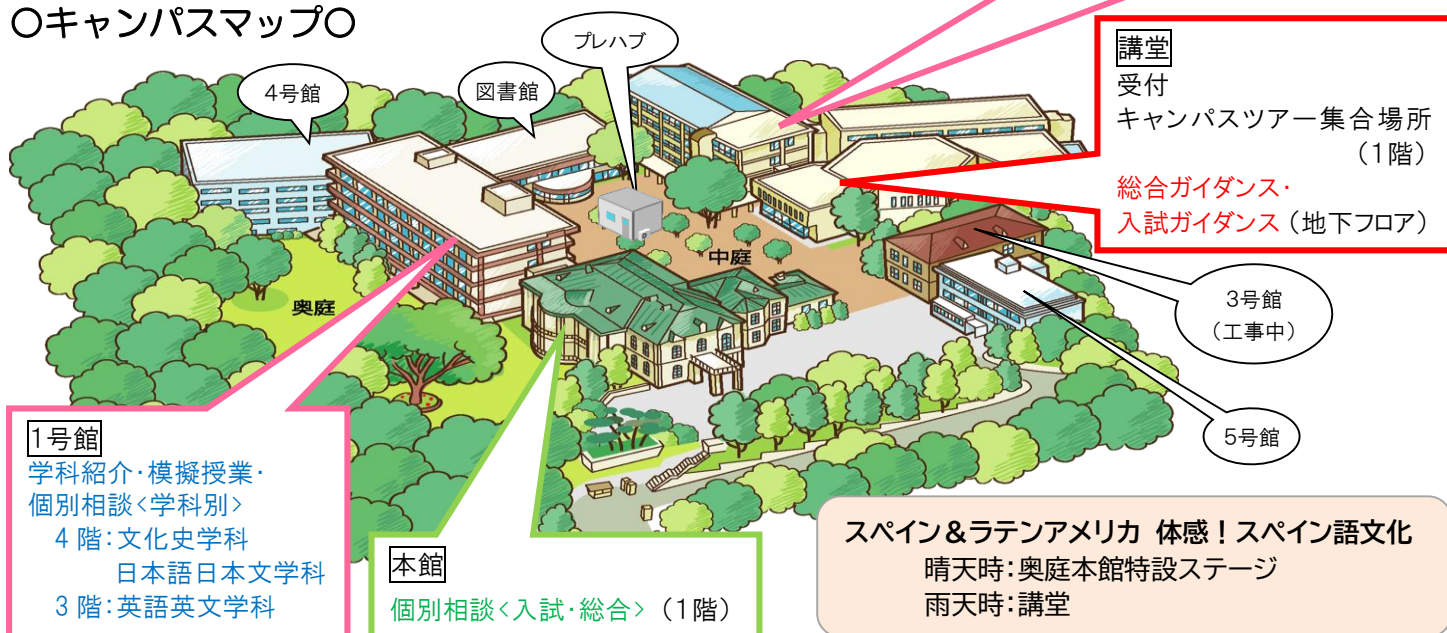 ○キャンパスマップ○
プレハブ
4号館
図書館
講堂
受付
キャンパスツアー集合場所
（1階）
総合ガイダンス・
入試ガイダンス（地下フロア）
中庭
奥庭
3号館
（工事中）
5号館
1号館
学科紹介・模擬授業・
個別相談<学科別>
4階：文化史学科
日本語日本文学科
3階：英語英文学科
本館
個別相談<入試・総合>（1階）
スペイン＆ラテンアメリカ 体感！スペイン語文化
晴天時：奥庭本館特設ステージ
雨天時：講堂